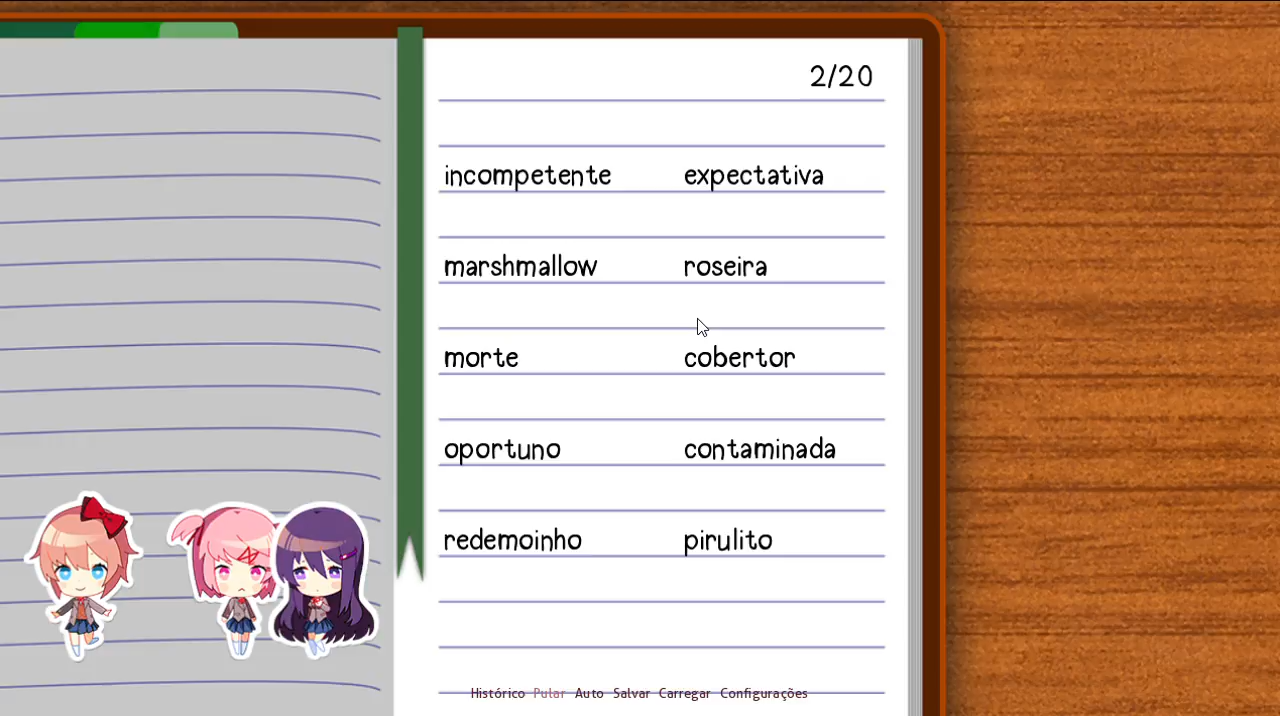 2/20
incompetente expectativa
marshmallow roseira
morte cobertor
oportuno contaminada
redemoinho pirulito
Histórico Pular Auto Salvar Carregar Configurações